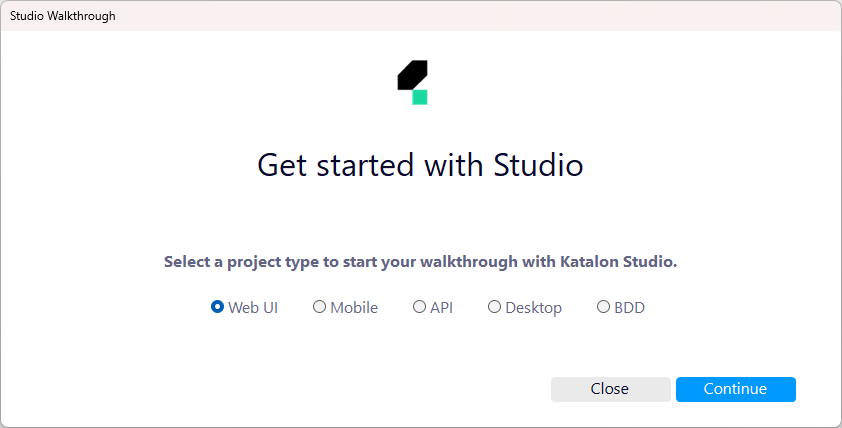 Studio Walkthrough
Get started with Studio
Select a project type to start your walkthrough with Katalon Studio.
Web UI Mobile API Desktop BDD
Close Continue